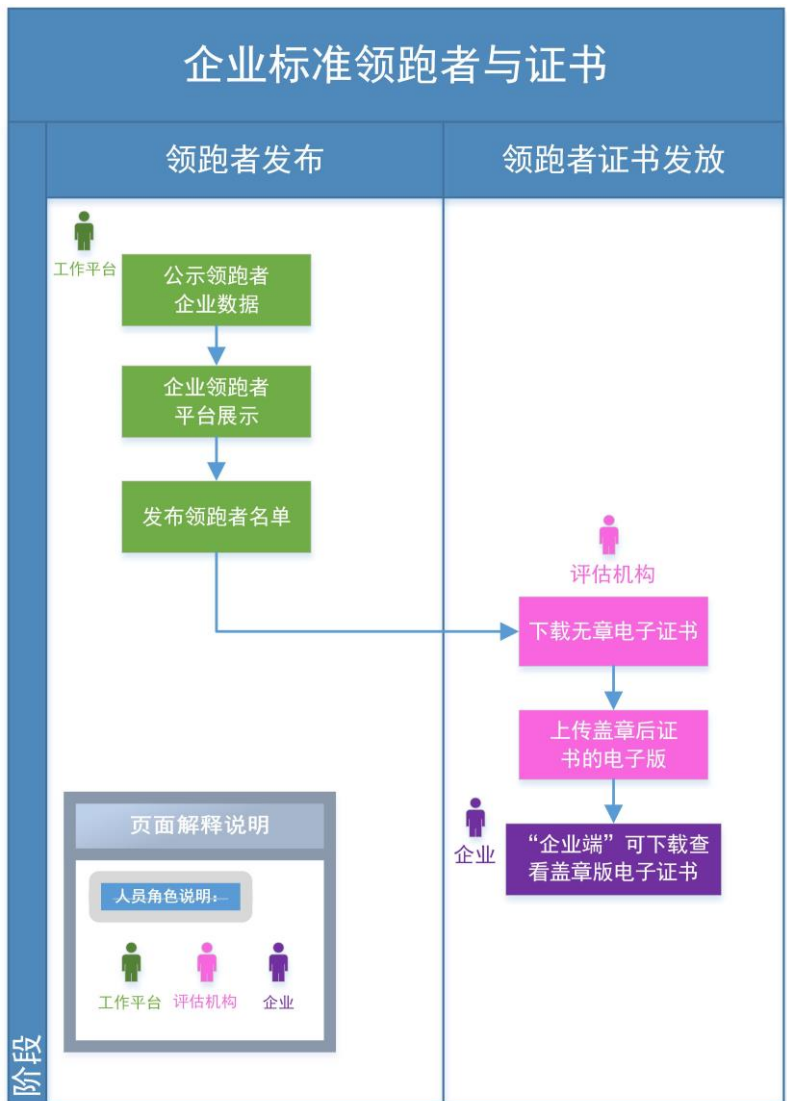 企业标准领跑者与证书
领跑者发布
领跑者证书发放
工作平台
公示领跑者
企业数据
企业领跑者
平台展示
发布领跑者名单
评估机构
下载无章电子证书
上传盖章后证
书的电子版
企业
“企业端”可下载查
看盖章版电子证书
页面解释说明
人员角色说明：
工作平台
评估机构
企业
阶段